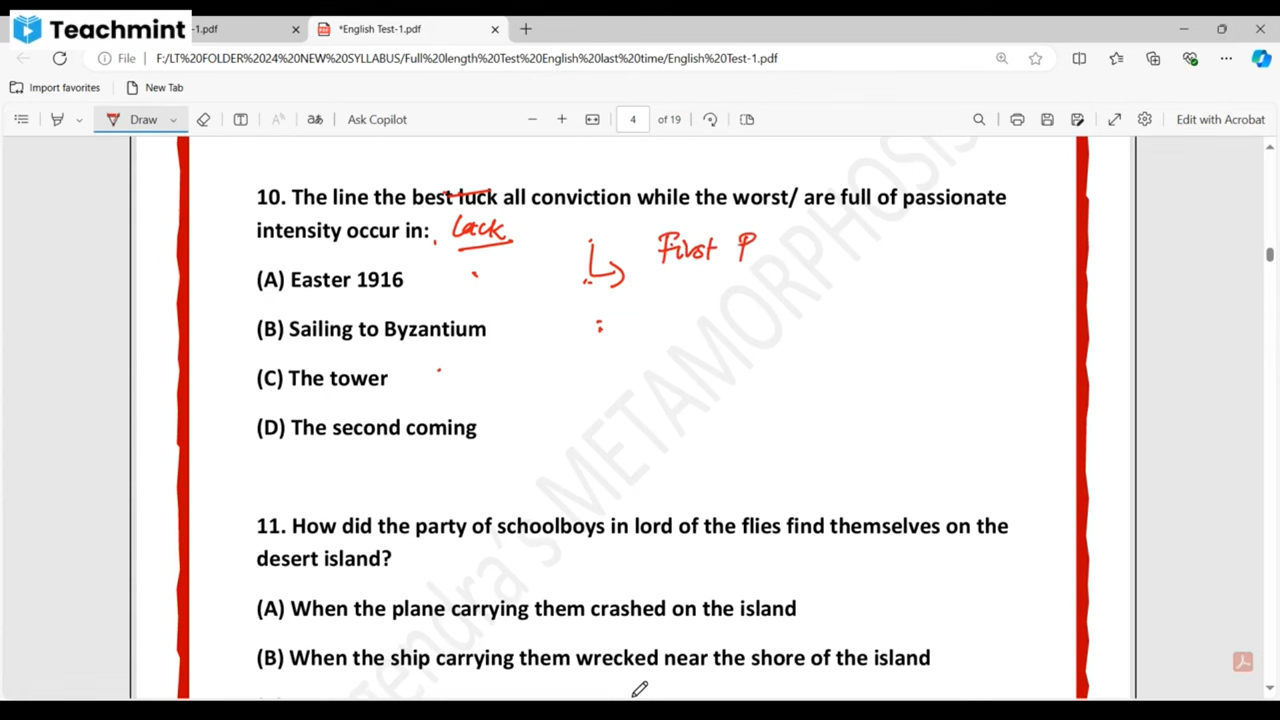 Teachmint
-1.pdf
*English Test-1.pdf
File
F:/LT%20FOLDER%202024%20NEW%20SYLLABUS/Full%20length%20Test%20English%20last%20time/English%20Test-1.pdf
Import favorites
New Tab
Draw
aあ
Ask Copilot
4
of 19
Edit with Acrobat
10. The line the best luck all conviction while the worst/ are full of passionate
intensity occur in:
Lack
First P
(A) Easter 1916
(B) Sailing to Byzantium
(C) The tower
(D) The second coming
11. How did the party of schoolboys in lord of the flies find themselves on the
desert island?
(A) When the plane carrying them crashed on the island
(B) When the ship carrying them wrecked near the shore of the island
gendra's METAMORPHOSIS